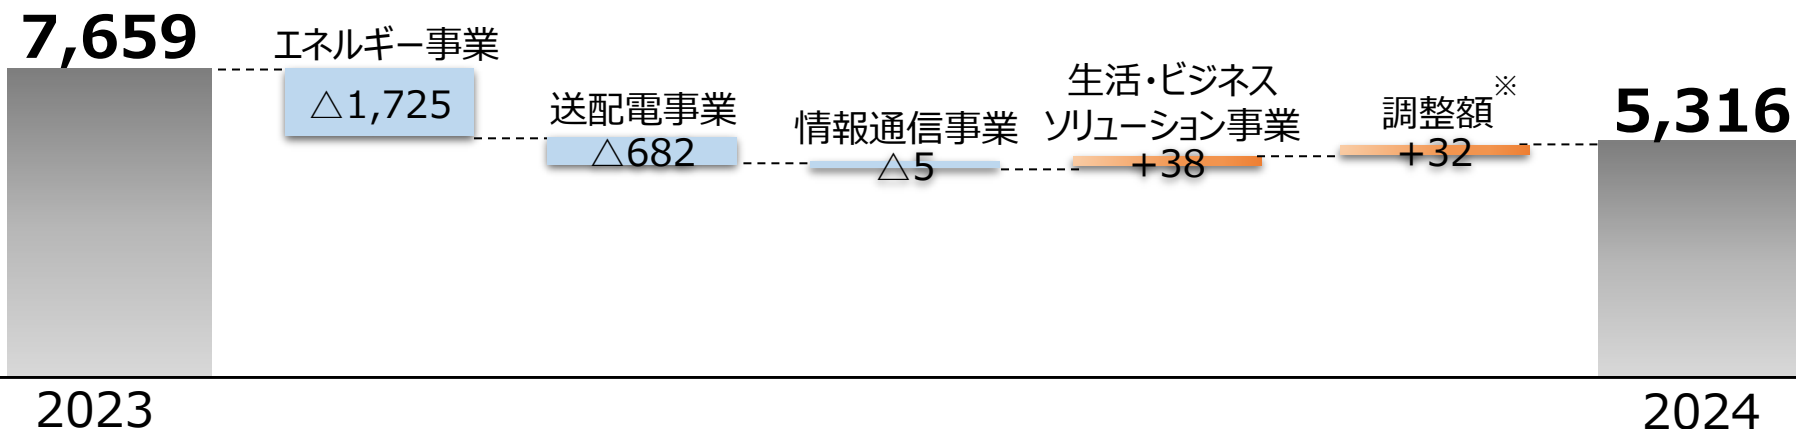 7,659
エネルギー事業
△1,725
送配電事業
△682
情報通信事業
△5
生活・ビジネス
ソリューション事業
+38
調整額※
+32
5,316
2023
2024